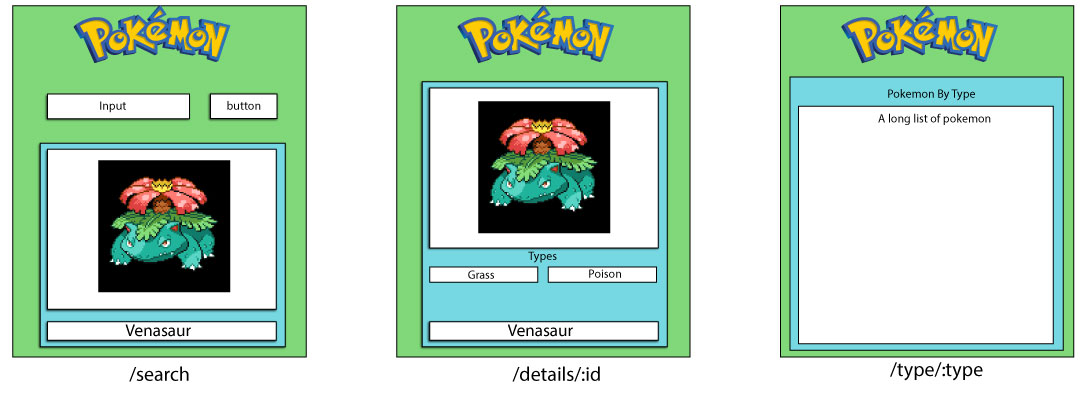 POKéMON
Input
button
Venasaur
/search
POKéMON
Types
Grass
Poison
Venasaur
/details/:id
POKéMON
Pokemon By Type
A long list of pokemon
/type/:type